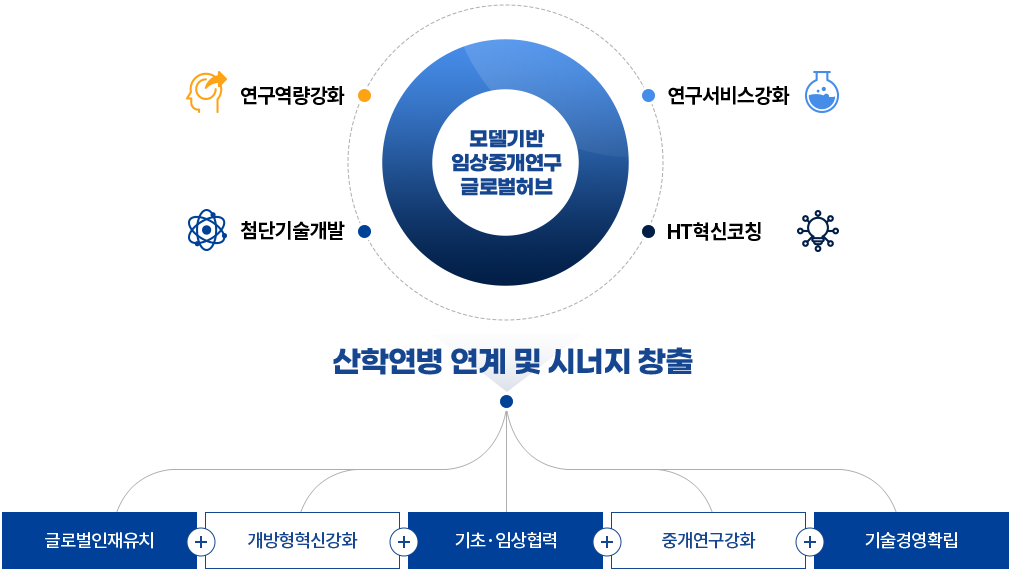 연구역량강화
연구서비스강화
모델기반
임상중개연구
글로벌허브
첨단기술개발
HT혁신코칭
산학연병 연계 및 시너지 창출
글로벌인재유치
개방형혁신강화
기초·임상협력
중개연구강화
기술경영확립